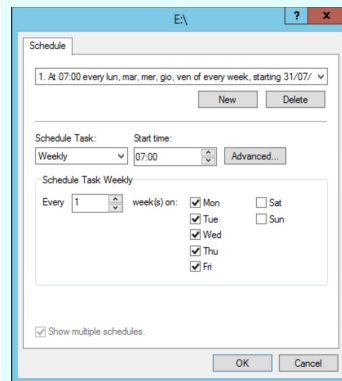 E:\
? x
Schedule
1. At 07:00 every lun, mar, mer, gio, ven of every week, starting 31/07/
New Delete
Schedule Task: Start time:
Weekly 07:00 Advanced...
Schedule Task Weekly
Every 1 week(s) on: Mon Sat
Tue Sun
Wed
Thu
Fri
Show multiple schedules.
OK Cancel